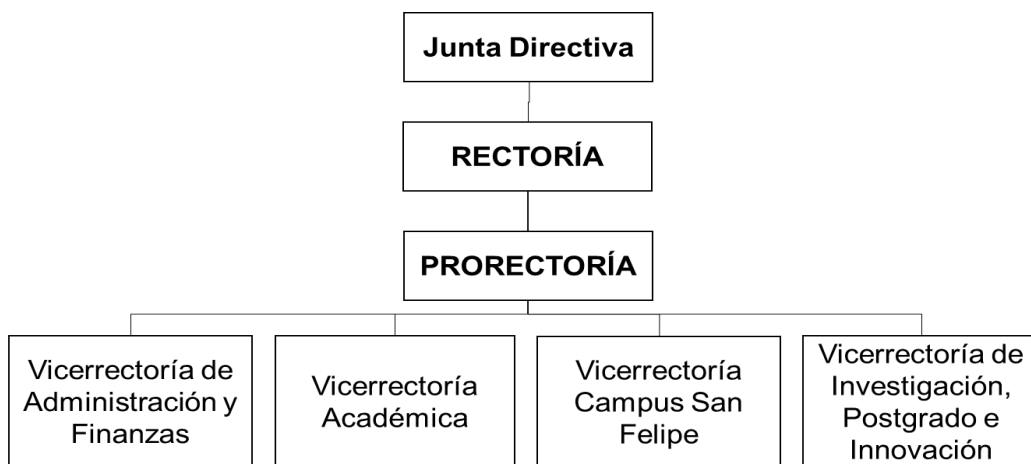 Junta Directiva
RECTORÍA
PRORECTORÍA
Vicerrectoría de
Administración y
Finanzas
Vicerrectoría
Académica
Vicerrectoría
Campus San
Felipe
Vicerrectoría de
Investigación,
Postgrado e
Innovación